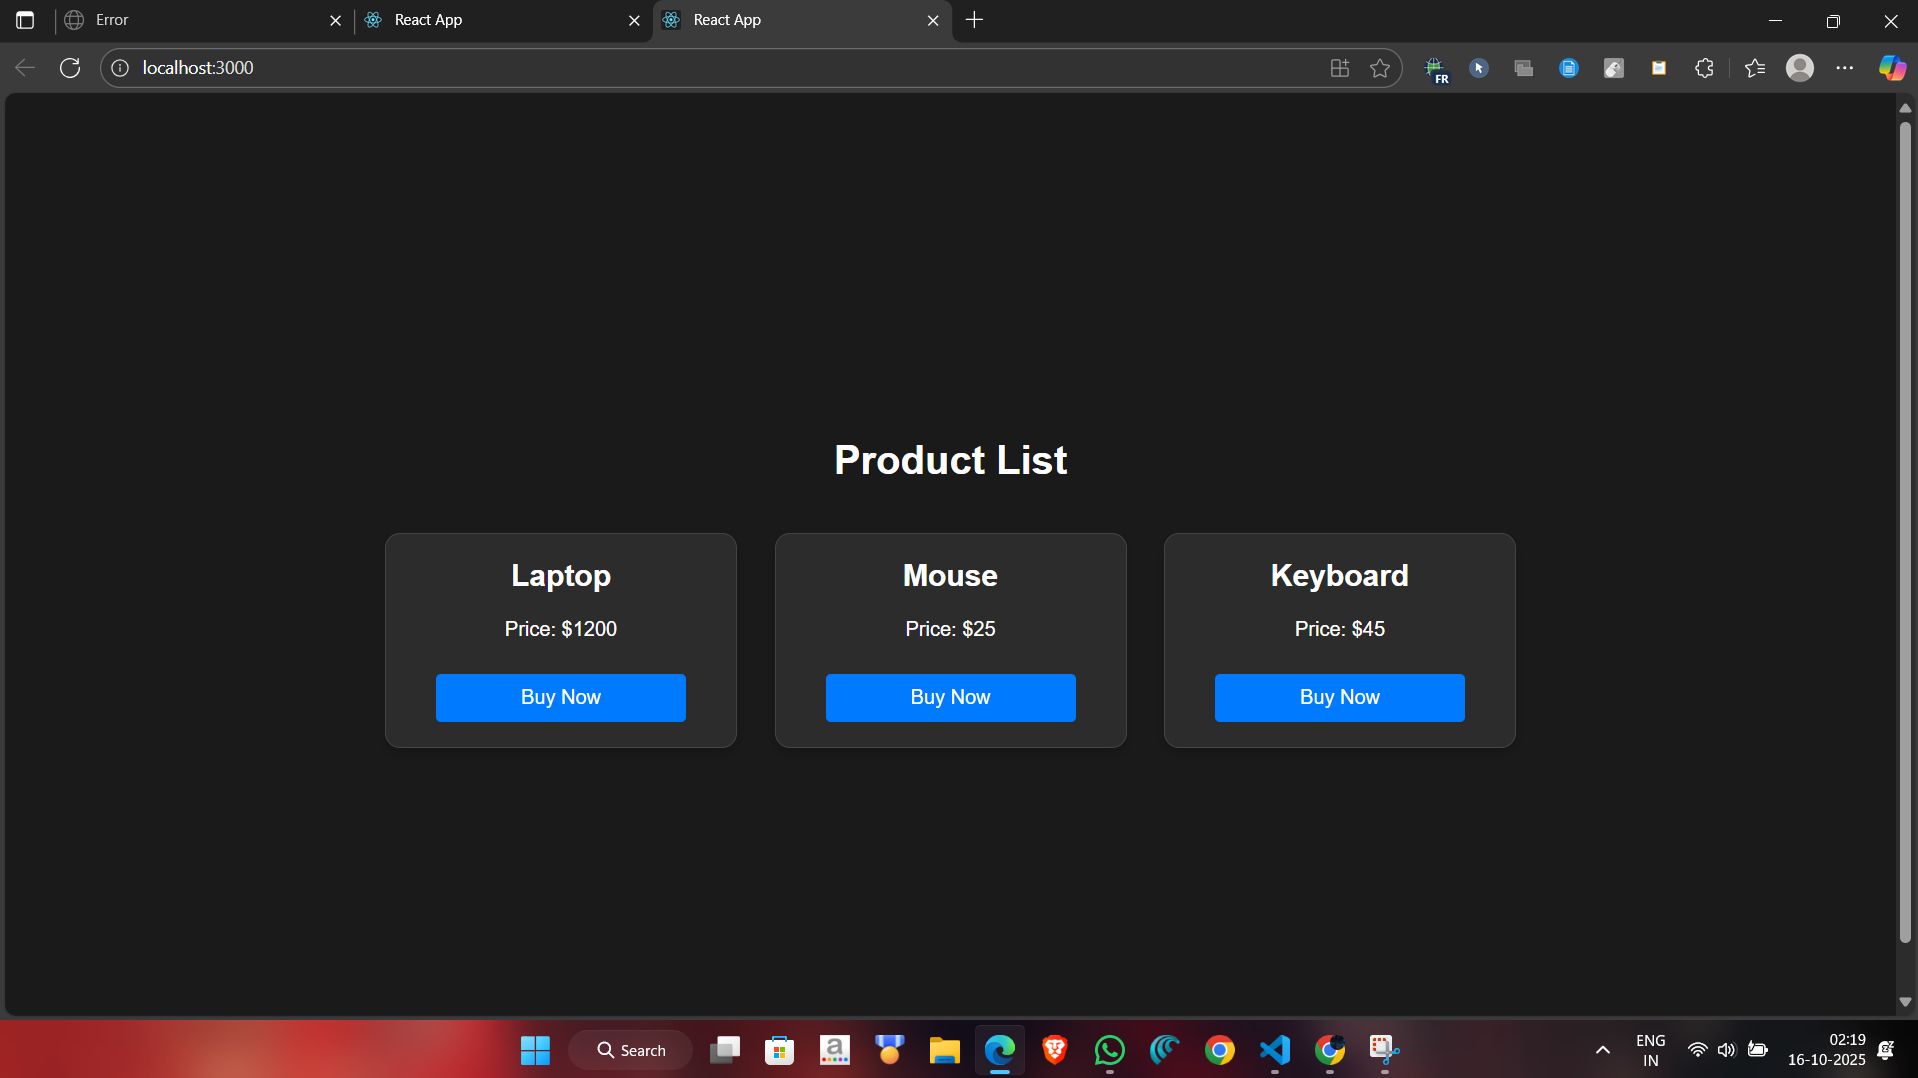 Error
React App
React App
localhost:3000
FR
Product List
Laptop
Price: $1200
Buy Now
Mouse
Price: $25
Buy Now
Keyboard
Price: $45
Buy Now
Search
a
ENG
IN
02:19
16-10-2025